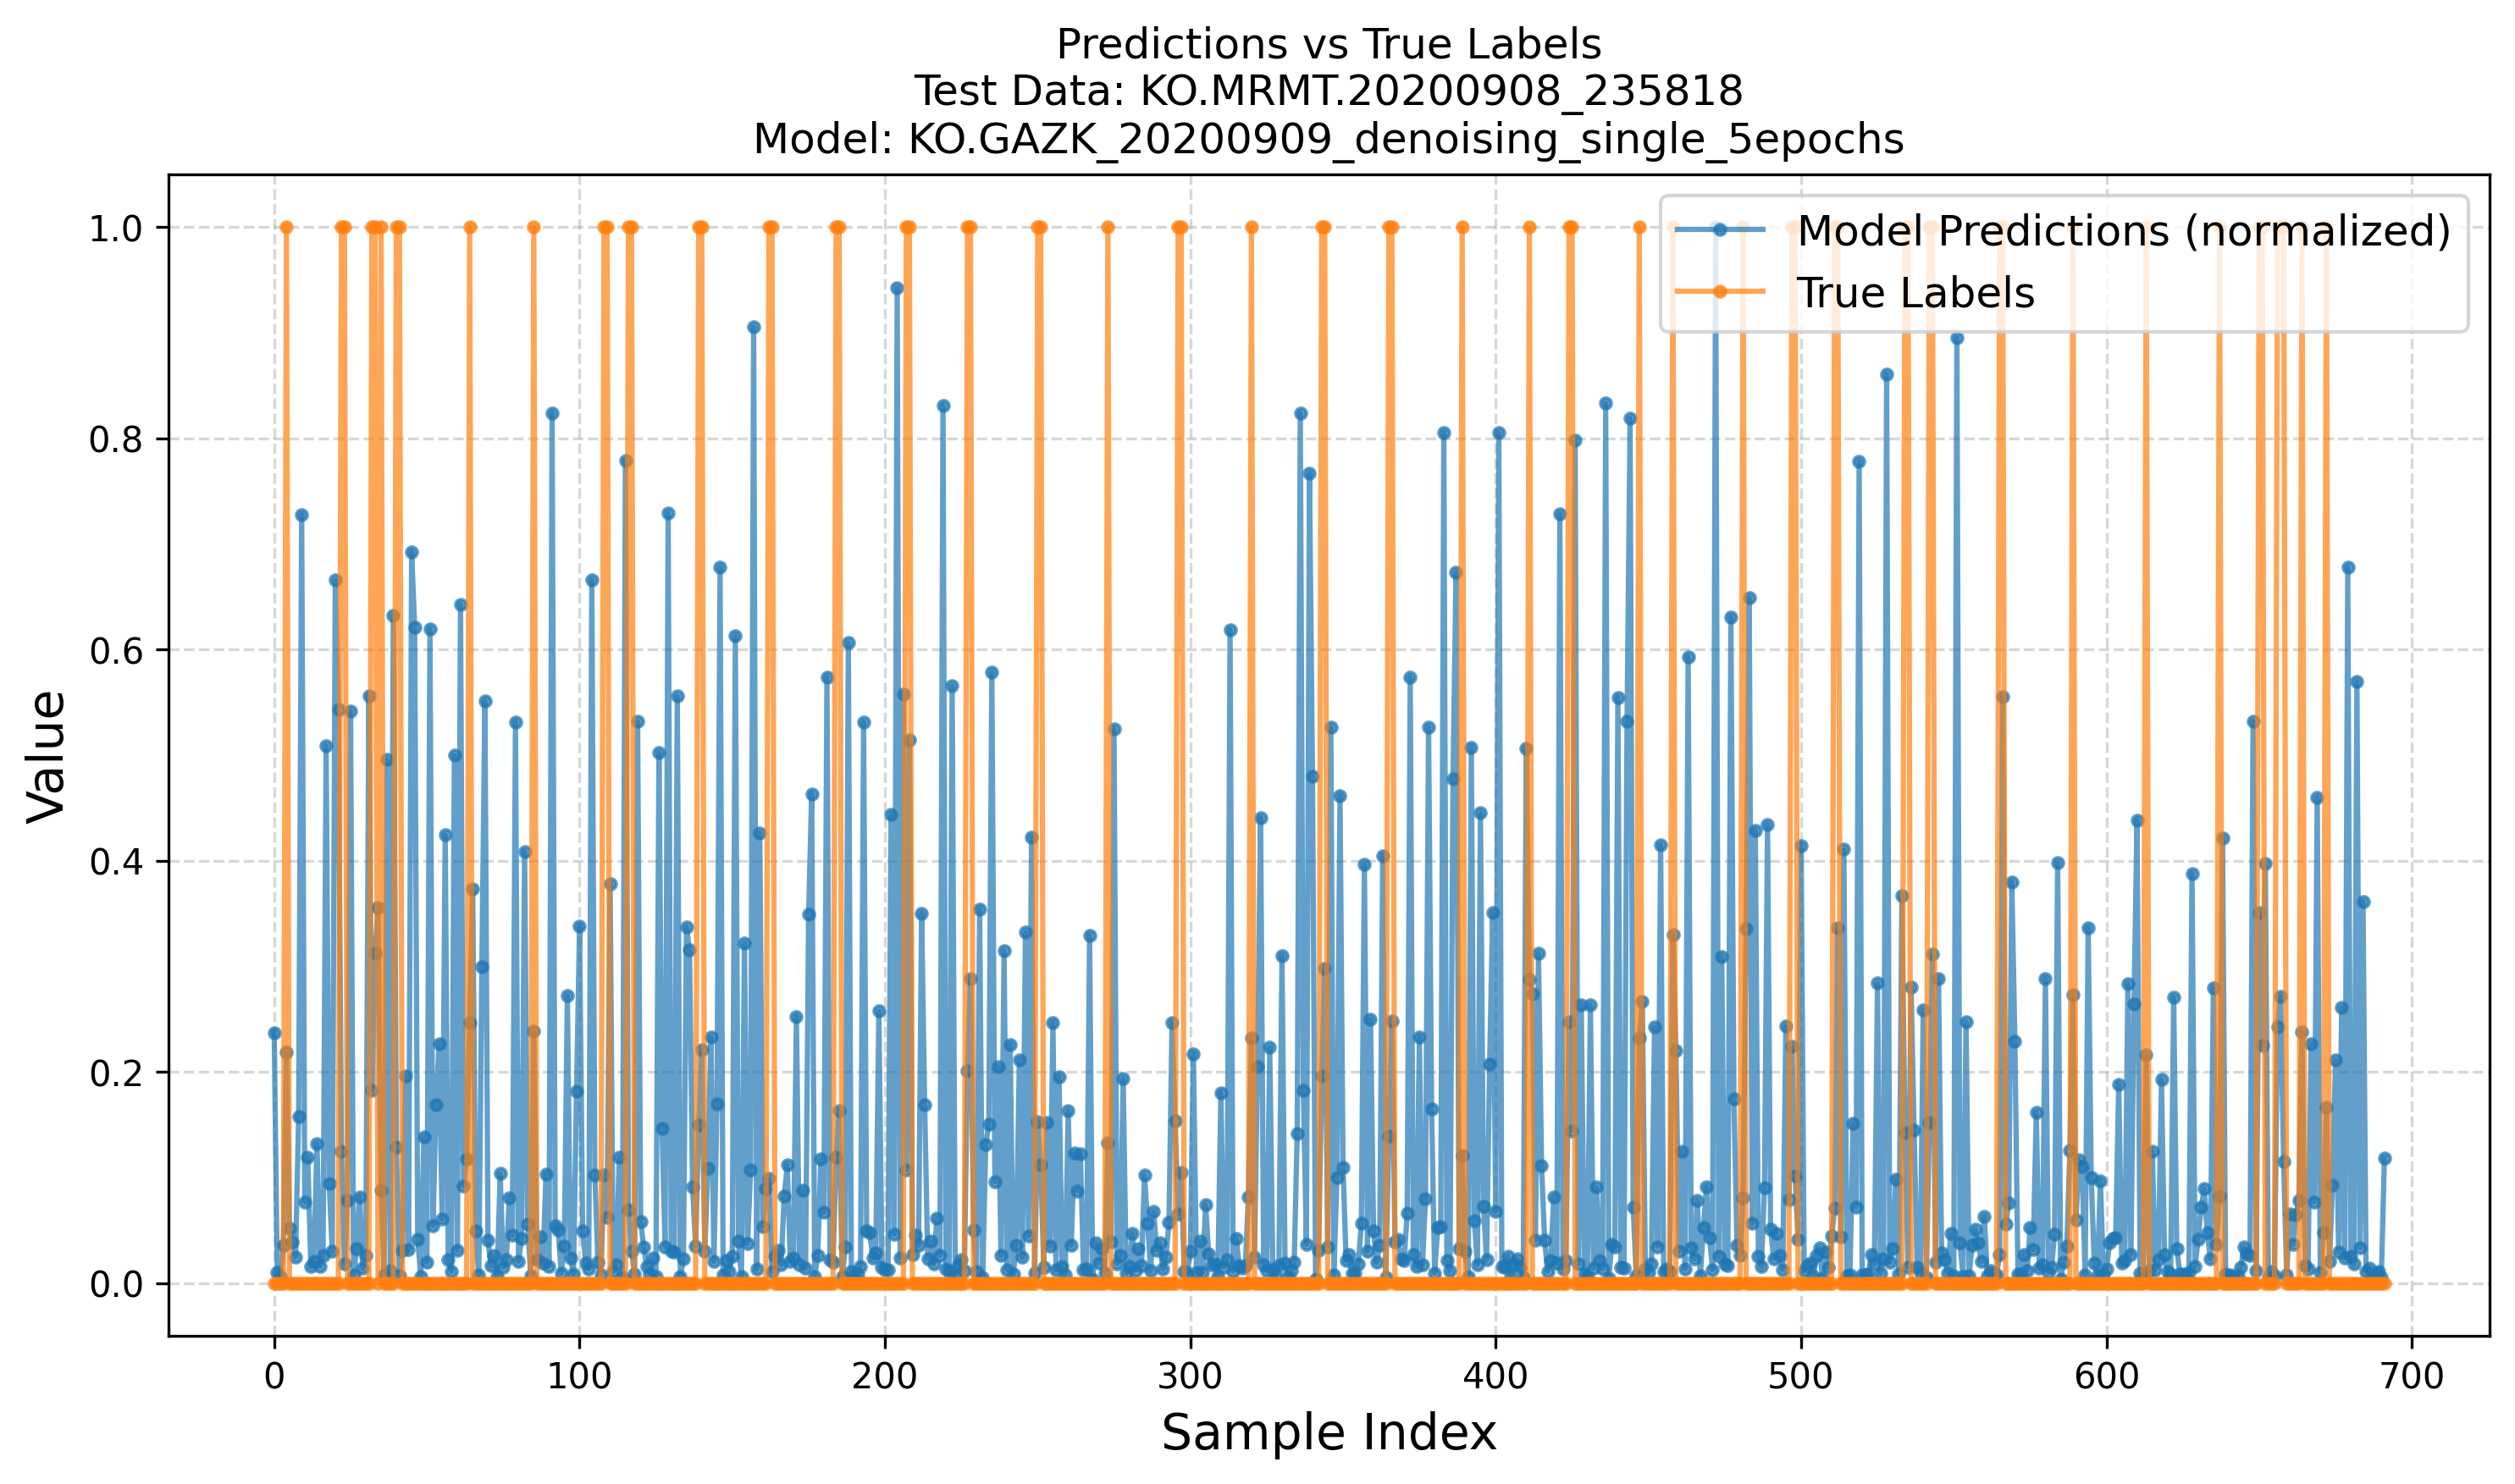 Predictions vs True Labels
Test Data: KO.MRMT.20200908_235818
Model: KO.GAZK_20200909_denoising_single_5epochs
Model Predictions (normalized)
True Labels
1.0
0.8
0.6
0.4
0.2
0.0
Value
0 100 200 300 400 500 600 700
Sample Index